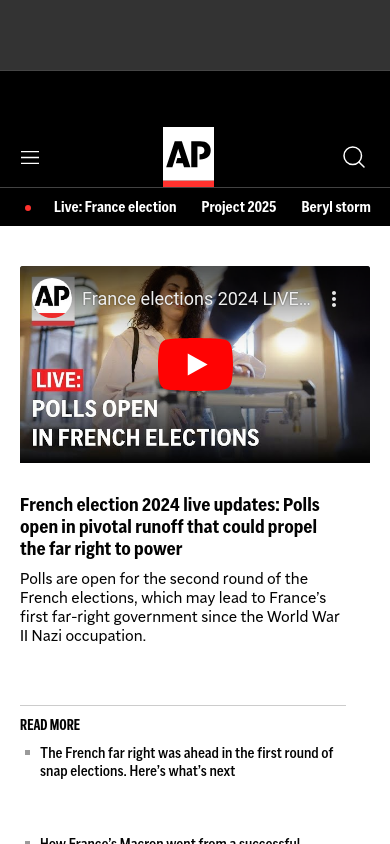 AP
Live: France election
Project 2025
Beryl storm
AP
France elections 2024 LIVE...
LIVE:
POLLS OPEN
IN FRENCH ELECTIONS
French election 2024 live updates: Polls
open in pivotal runoff that could propel
the far right to power
Polls are open for the second round of the
French elections, which may lead to France’s
first far-right government since the World War
II Nazi occupation.
READ MORE
The French far right was ahead in the first round of
snap elections. Here’s what’s next
How France’s Macron went from a successful